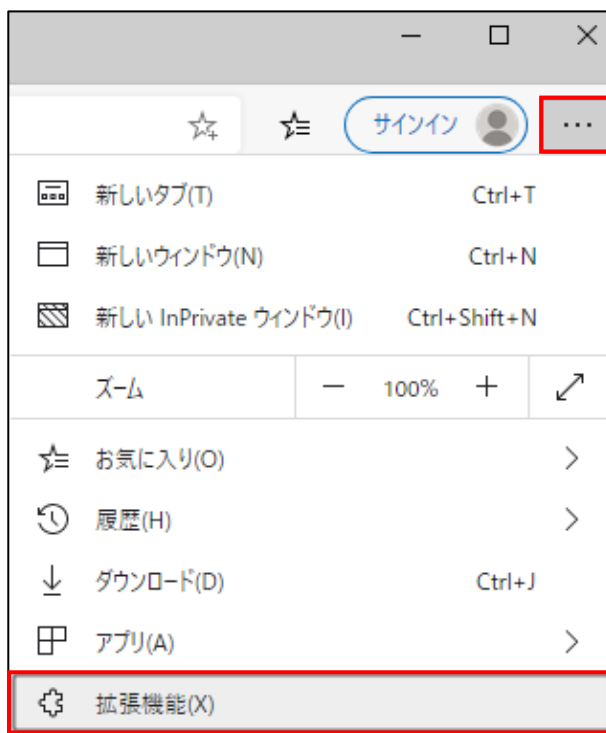 サインイン
新しいタブ(T) Ctrl+T
新しいウィンドウ(N) Ctrl+N
新しい InPrivate ウィンドウ(I) Ctrl+Shift+N
ズーム 100%
お気に入り(O)
履歴(H)
ダウンロード(D) Ctrl+J
アプリ(A)
拡張機能(X)